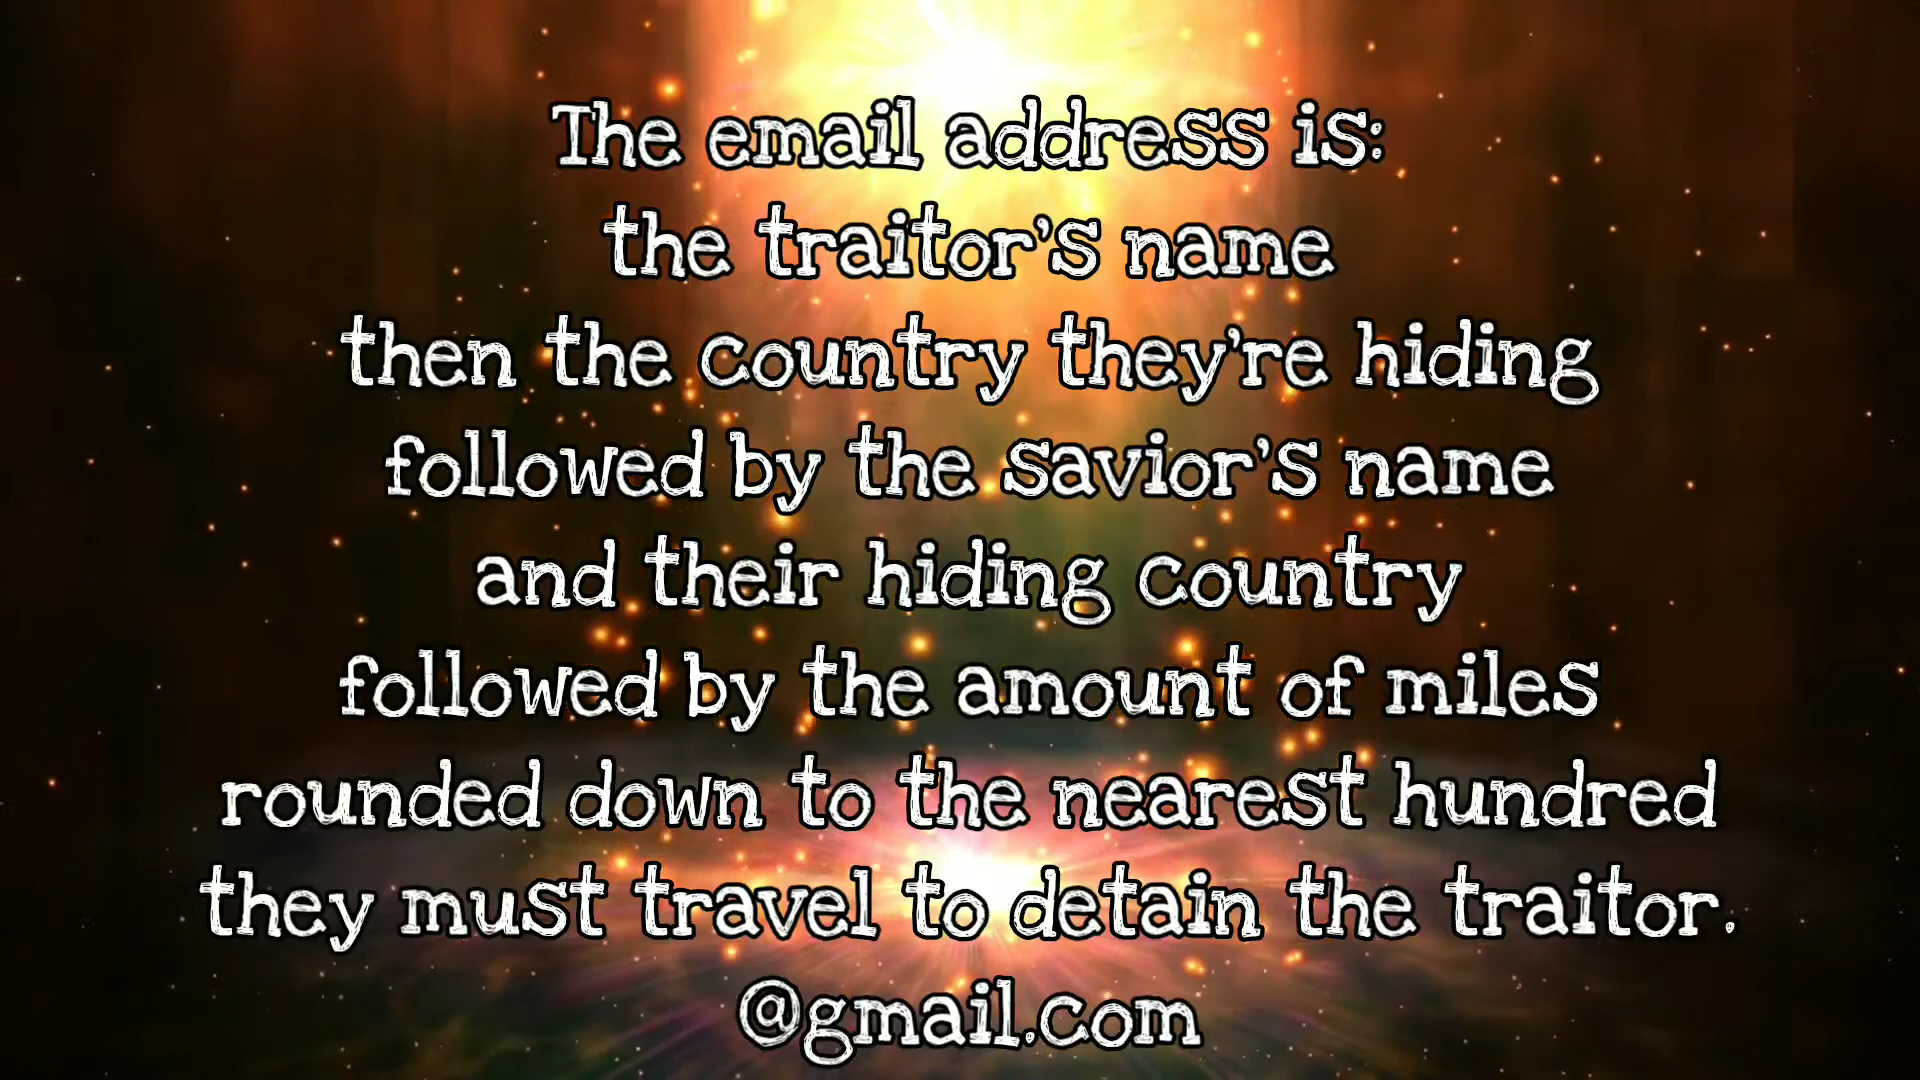 The email address is:
the traitor's name
then the country they're hiding
followed by the savior's name
and their hiding country
followed by the amount of miles
rounded down to the nearest hundred
they must travel to detain the traitor.
@gmail.com